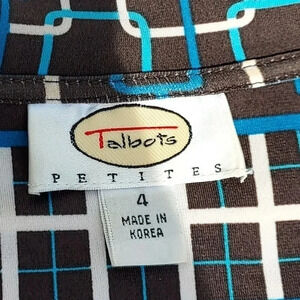 Talbots
PETITES
4
MADE IN
KOREA